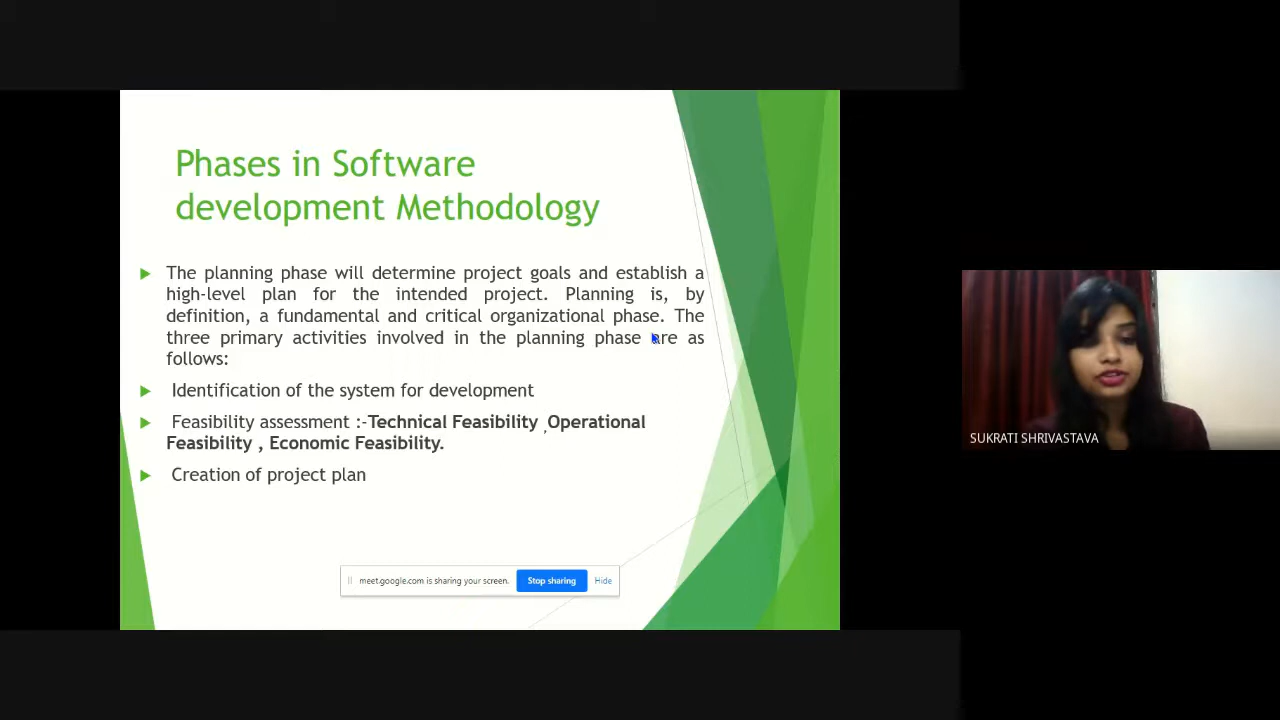 Phases in Software
development Methodology
The planning phase will determine project goals and establish a
high-level plan for the intended project. Planning is, by
definition, a fundamental and critical organizational phase. The
three primary activities involved in the planning phase are as
follows:
Identification of the system for development
Feasibility assessment :-Technical Feasibility ,Operational
Feasibility , Economic Feasibility.
Creation of project plan
meet.google.com is sharing your screen. Stop sharing Hide
SUKRATI SHRIVASTAVA